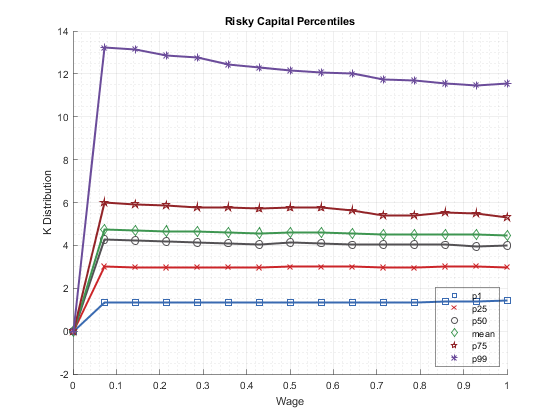 Risky Capital Percentiles
14
12
10
8
6
4
2
0
-2
K Distribution
p1
p25
p50
mean
p75
p99
0 0.1 0.2 0.3 0.4 0.5 0.6 0.7 0.8 0.9 1
Wage